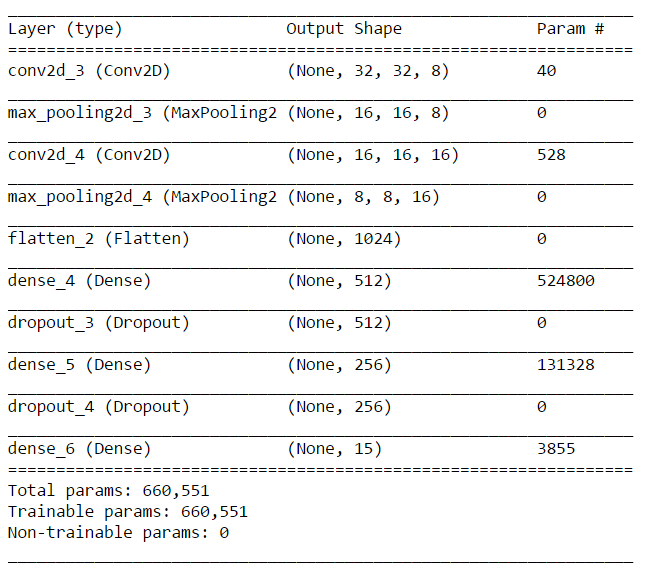 _________________________________________________________________
Layer (type)                 Output Shape              Param #
=================================================================
conv2d_3 (Conv2D)            (None, 32, 32, 8)         40
_________________________________________________________________
max_pooling2d_3 (MaxPooling2 (None, 16, 16, 8)         0
_________________________________________________________________
conv2d_4 (Conv2D)            (None, 16, 16, 16)        528
_________________________________________________________________
max_pooling2d_4 (MaxPooling2 (None, 8, 8, 16)          0
_________________________________________________________________
flatten_2 (Flatten)          (None, 1024)              0
_________________________________________________________________
dense_4 (Dense)              (None, 512)               524800
_________________________________________________________________
dropout_3 (Dropout)          (None, 512)               0
_________________________________________________________________
dense_5 (Dense)              (None, 256)               131328
_________________________________________________________________
dropout_4 (Dropout)          (None, 256)               0
_________________________________________________________________
dense_6 (Dense)              (None, 15)                3855
=================================================================
Total params: 660,551
Trainable params: 660,551
Non-trainable params: 0
_________________________________________________________________